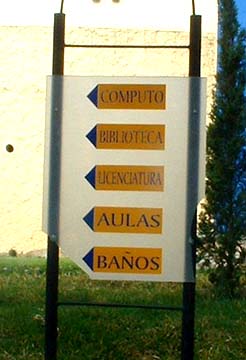 COMPUTO
BIBLIOTECA
LICENCIATURA
AULAS
BAÑOS